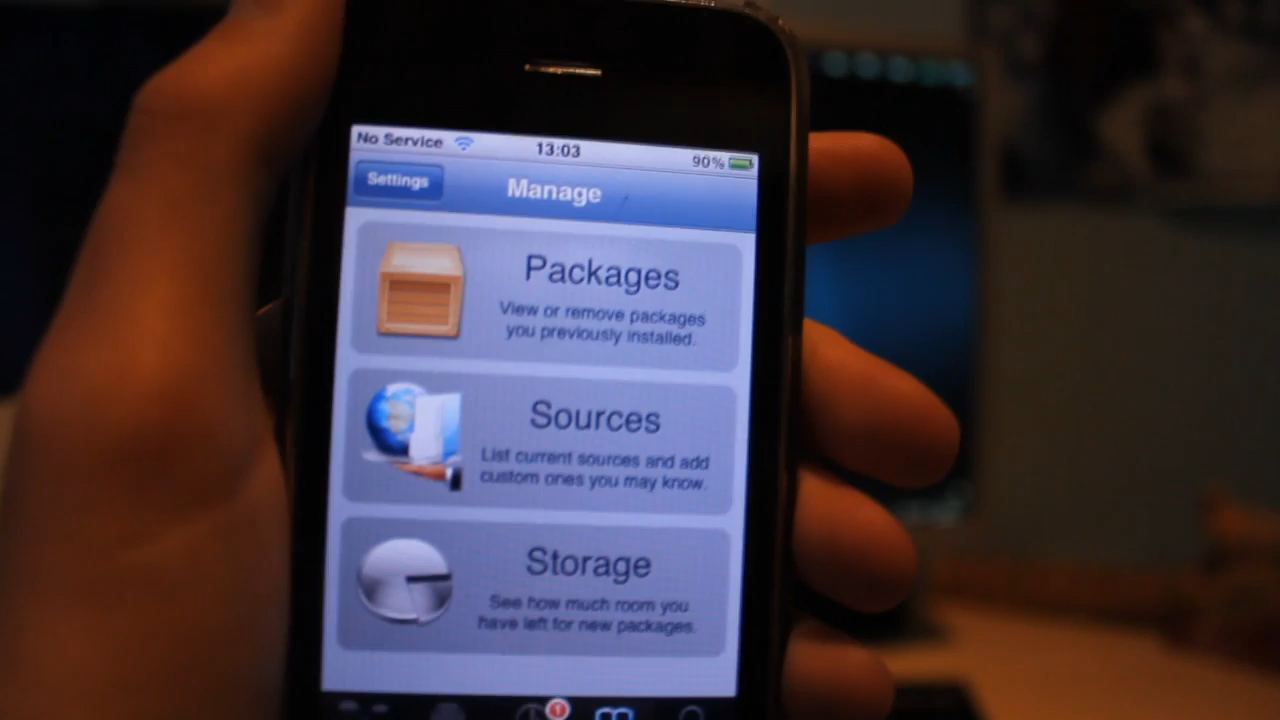 No Service 13:03 90%
Settings Manage
Packages
View or remove packages
you previously installed.
Sources
List current sources and add
custom ones you may know.
Storage
See how much room you
have left for new packages.
1